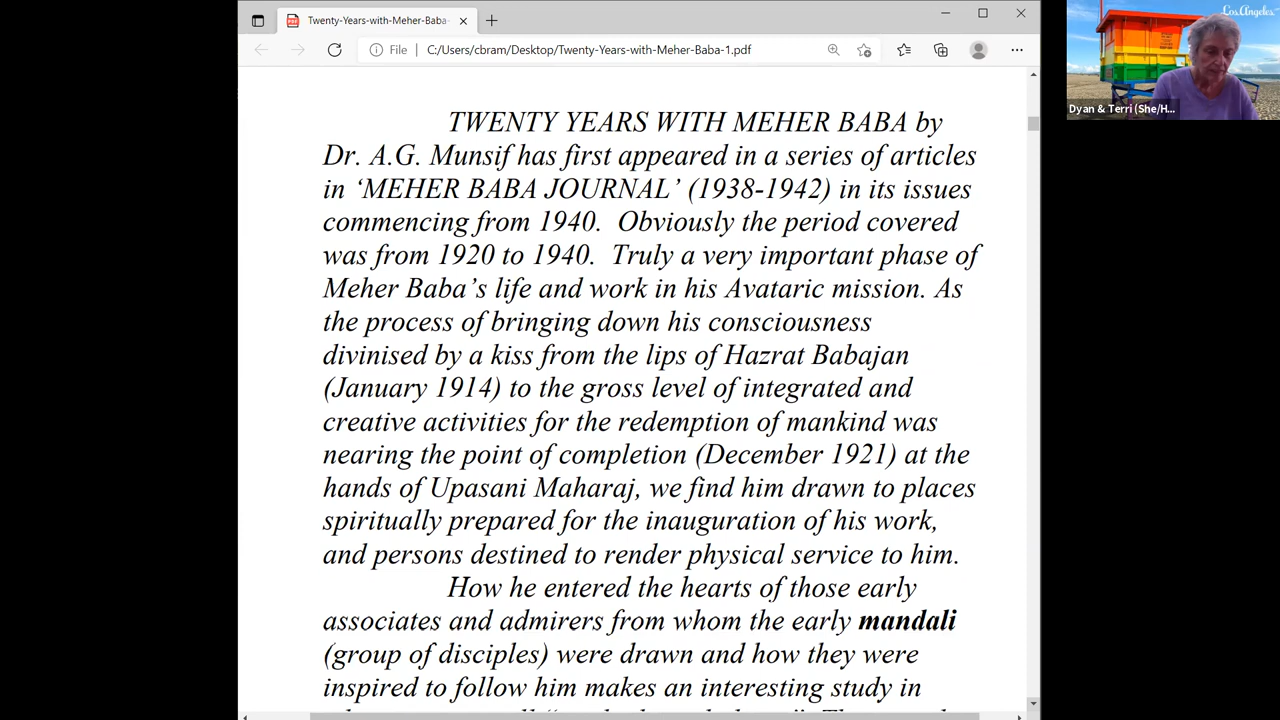 Twenty-Years-with-Meher-Baba-
File
C:/Users/cbram/Desktop/Twenty-Years-with-Meher-Baba-1.pdf
Los Angeles
Dyan & Terri (She/H...
TWENTY YEARS WITH MEHER BABA by
Dr. A.G. Munsif has first appeared in a series of articles
in ‘MEHER BABA JOURNAL’ (1938-1942) in its issues
commencing from 1940.  Obviously the period covered
was from 1920 to 1940.  Truly a very important phase of
Meher Baba’s life and work in his Avataric mission. As
the process of bringing down his consciousness
divinised by a kiss from the lips of Hazrat Babajan
(January 1914) to the gross level of integrated and
creative activities for the redemption of mankind was
nearing the point of completion (December 1921) at the
hands of Upasani Maharaj, we find him drawn to places
spiritually prepared for the inauguration of his work,
and persons destined to render physical service to him.
How he entered the hearts of those early
associates and admirers from whom the early mandali
(group of disciples) were drawn and how they were
inspired to follow him makes an interesting study in